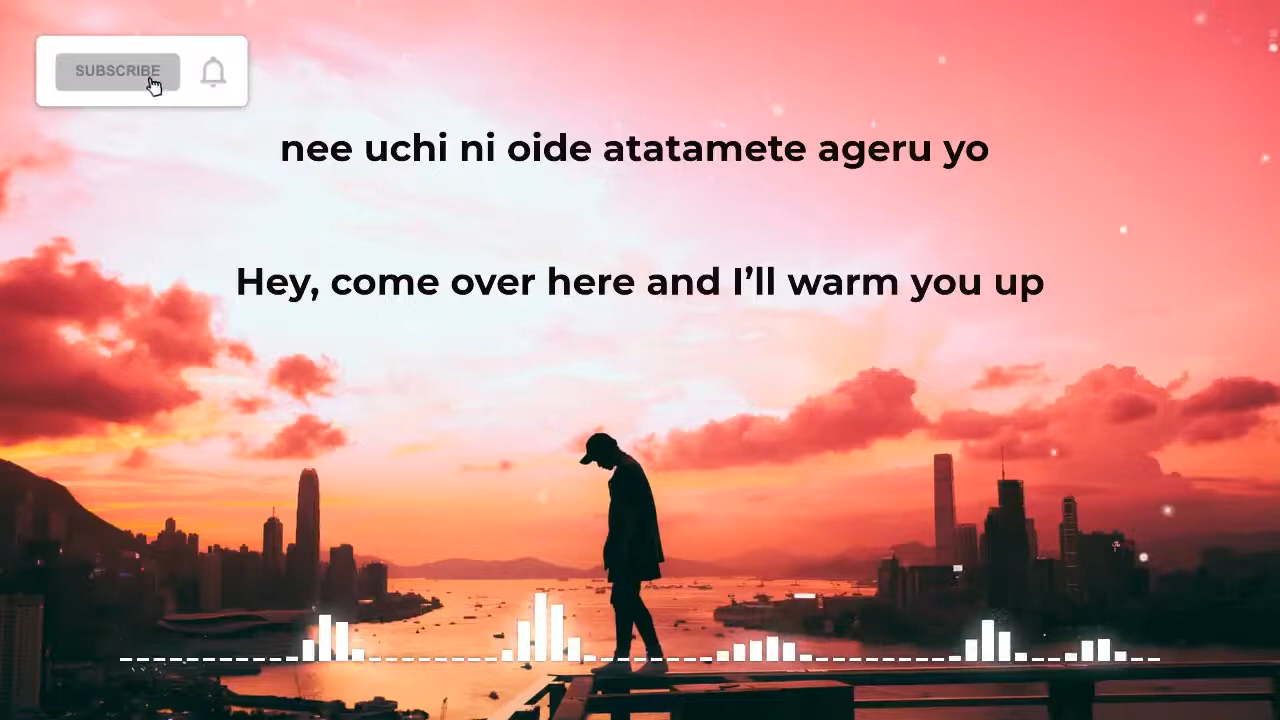 SUBSCRIBE
nee uchi ni oide atatamete ageru yo
Hey, come over here and I’ll warm you up